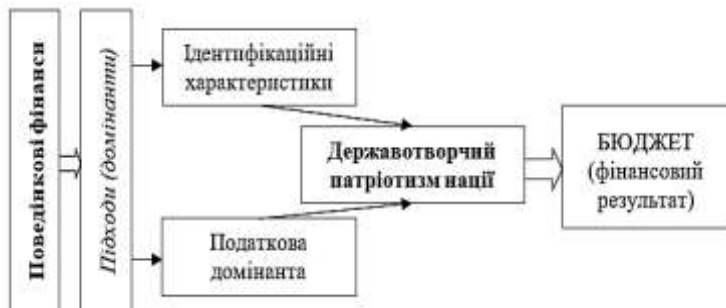 Поведінкові фінанси
Підходи (домінанти)
Ідентифікаційні
характеристики
Державотворчий
патріотизм нації
Податкова
домінанта
БЮДЖЕТ
(фінансовий
результат)